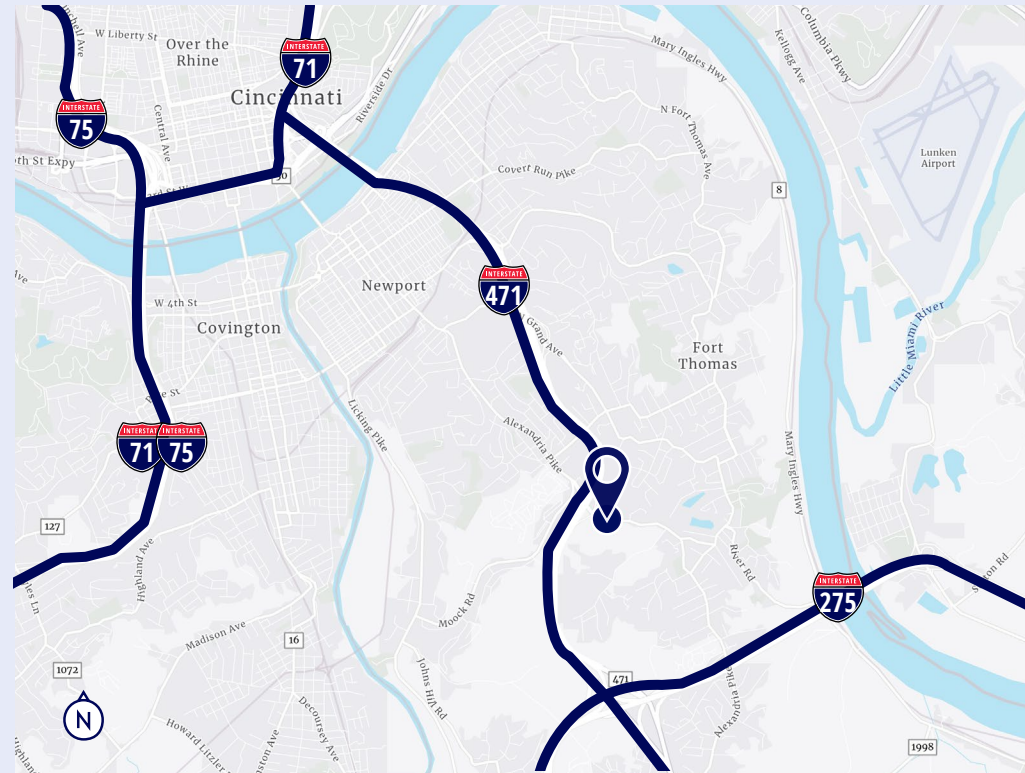 W Liberty St
Over the
Rhine
INTERSTATE
71
Cincinnati
Riverside Dr
Mary Ingles Hwy
Kellogg Ave
Columbia Pkwy
INTERSTATE
75
Central Ave
N Fort Thomas Ave
Lunken
Airport
Covert Run Pike
8
W 4th St
Newport
Covington
INTERSTATE
471
Grand Ave
Fort
Thomas
Little Miami River
Licking Pike
Alexandria Pike
INTERSTATE
71
INTERSTATE
75
Mary Ingles Hwy
127
Highland Ave
River Rd
INTERSTATE
275
Moock Rd
Madison Ave
16
1072
Johns Hill Rd
471
N
Decoursey Ave
Howard Litzler
1998